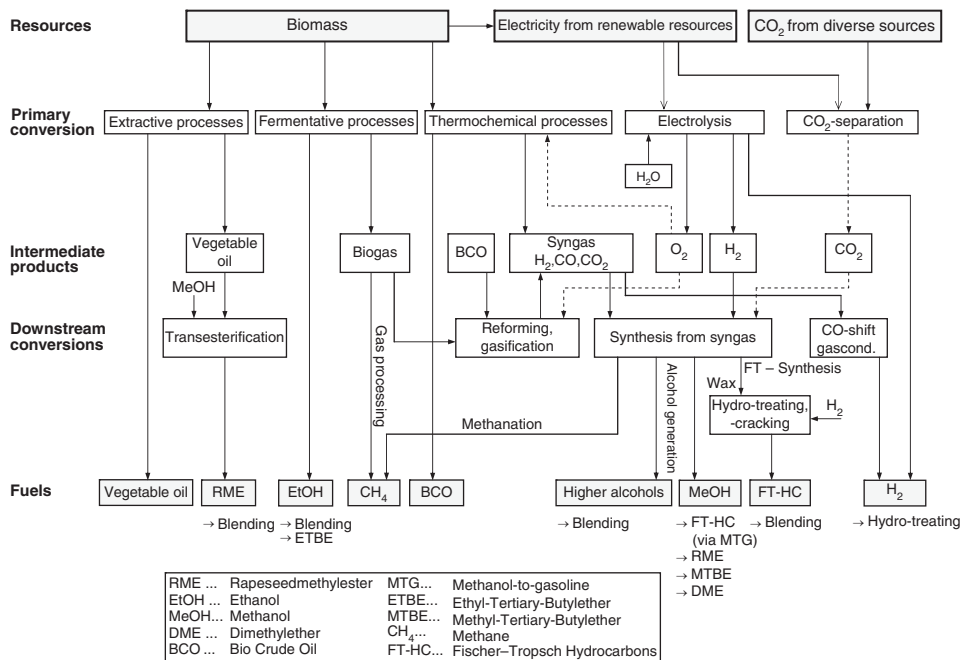 Resources
Biomass
Electricity from renewable resources
CO₂ from diverse sources
Primary
conversion
Extractive processes
Fermentative processes
Thermochemical processes
Electrolysis
CO₂-separation
H₂O
Intermediate
products
Vegetable
oil
Biogas
BCO
Syngas
H₂,CO,CO₂
O₂
H₂
CO₂
MeOH
Downstream
conversions
Transesterification
Gas processing
Reforming,
gasification
Synthesis from syngas
CO-shift
gascond.
FT – Synthesis
Wax
Alcohol generation
Hydro-treating,
-cracking
H₂
Methanation
Fuels
Vegetable oil
RME
EtOH
CH₄
BCO
Higher alcohols
MeOH
FT-HC
H₂
→ Blending
→ Blending
→ ETBE
→ Blending
→ FT-HC
(via MTG)
→ RME
→ MTBE
→ DME
→ Blending
→ Hydro-treating
RME ... Rapeseedmethylester
EtOH ... Ethanol
MeOH... Methanol
DME ... Dimethylether
BCO ... Bio Crude Oil
MTG... Methanol-to-gasoline
ETBE... Ethyl-Tertiary-Butylether
MTBE... Methyl-Tertiary-Butylether
CH₄... Methane
FT-HC... Fischer–Tropsch Hydrocarbons